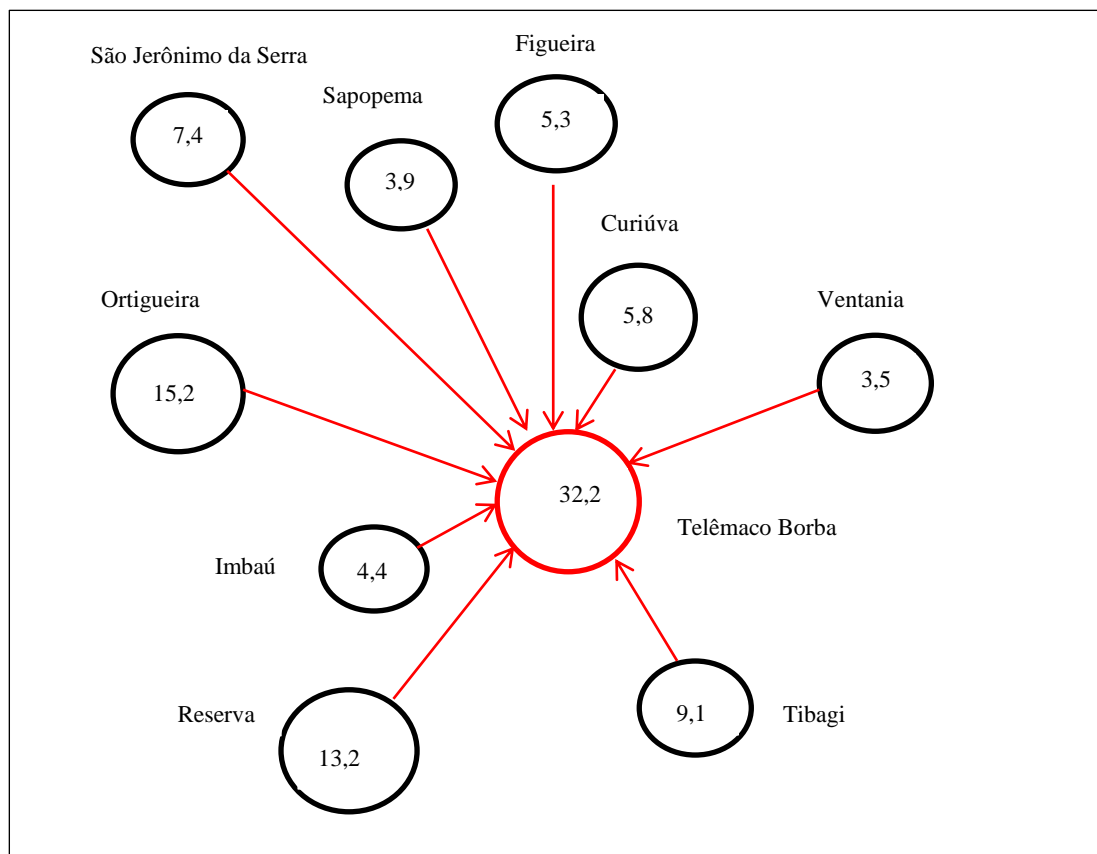 Figueira
São Jerônimo da Serra
Sapopema
5,3
7,4
3,9
Curiúva
Ortigueira
Ventania
5,8
15,2
3,5
32,2
Telêmaco Borba
Imbaú
4,4
Reserva
9,1
Tibagi
13,2